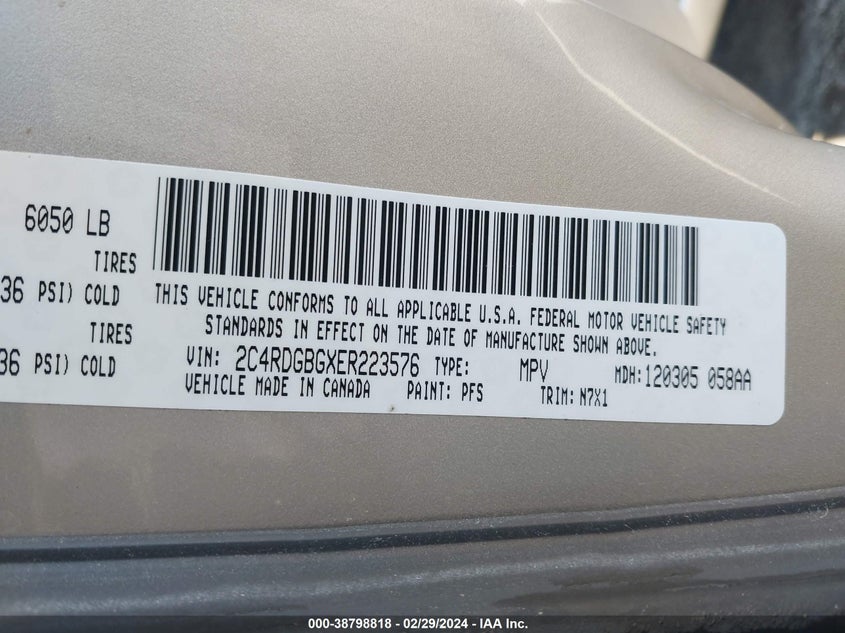 6050 LB
TIRES
36 PSI) COLD
TIRES
36 PSI) COLD
THIS VEHICLE CONFORMS TO ALL APPLICABLE U.S.A. FEDERAL MOTOR VEHICLE SAFETY
STANDARDS IN EFFECT ON THE DATE OF MANUFACTURE SHOWN ABOVE.
VIN: 2C4RDGBGXER223576 TYPE: MPV MDH:120305 058AA
VEHICLE MADE IN CANADA PAINT: PFS TRIM: N7X1
000-38798818 / 02/29/2024 - IAA Inc.